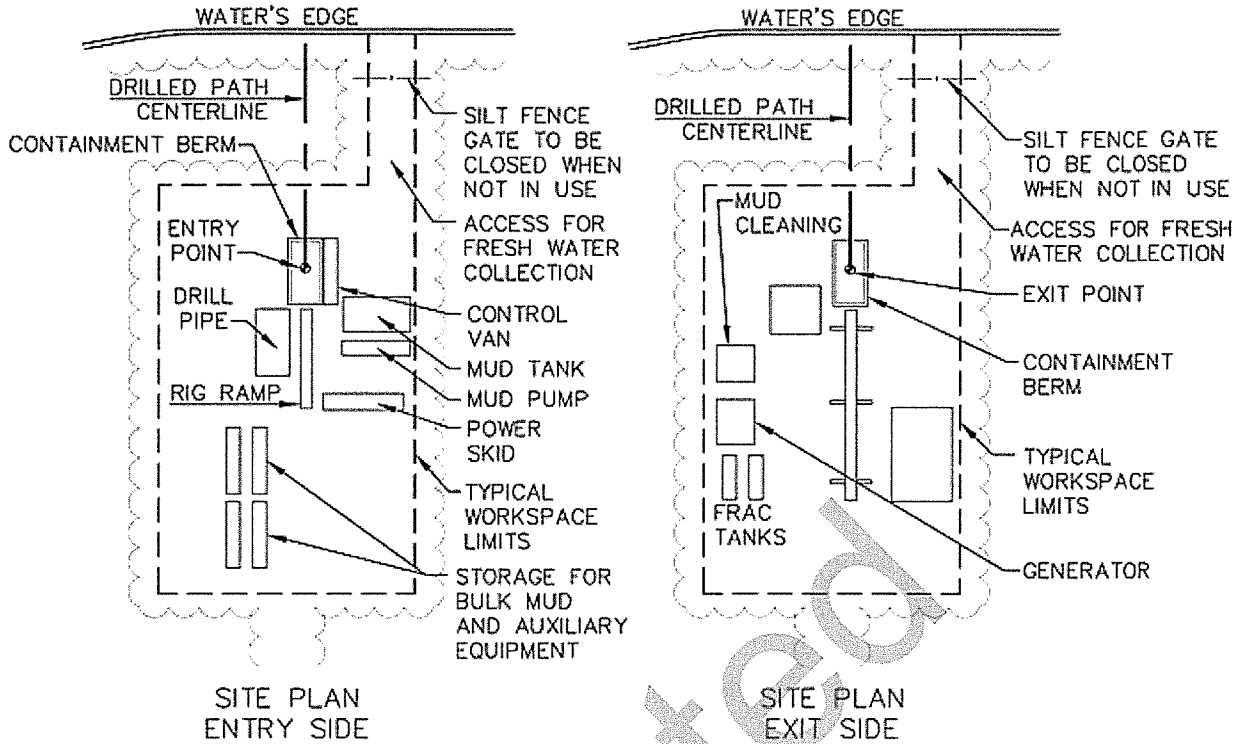 WATER'S EDGE
DRILLED PATH
CENTERLINE
CONTAINMENT BERM
ENTRY
POINT
DRILL
PIPE
RIG RAMP
SILT FENCE
GATE TO BE
CLOSED WHEN
NOT IN USE
ACCESS FOR
FRESH WATER
COLLECTION
CONTROL
VAN
MUD TANK
MUD PUMP
POWER
SKID
TYPICAL
WORKSPACE
LIMITS
STORAGE FOR
BULK MUD
AND AUXILIARY
EQUIPMENT
SITE PLAN
ENTRY SIDE
WATER'S EDGE
DRILLED PATH
CENTERLINE
MUD
CLEANING
FRAC
TANKS
SILT FENCE GATE
TO BE CLOSED
WHEN NOT IN USE
ACCESS FOR FRESH
WATER COLLECTION
EXIT POINT
CONTAINMENT
BERM
TYPICAL
WORKSPACE
LIMITS
GENERATOR
SITE PLAN
EXIT SIDE